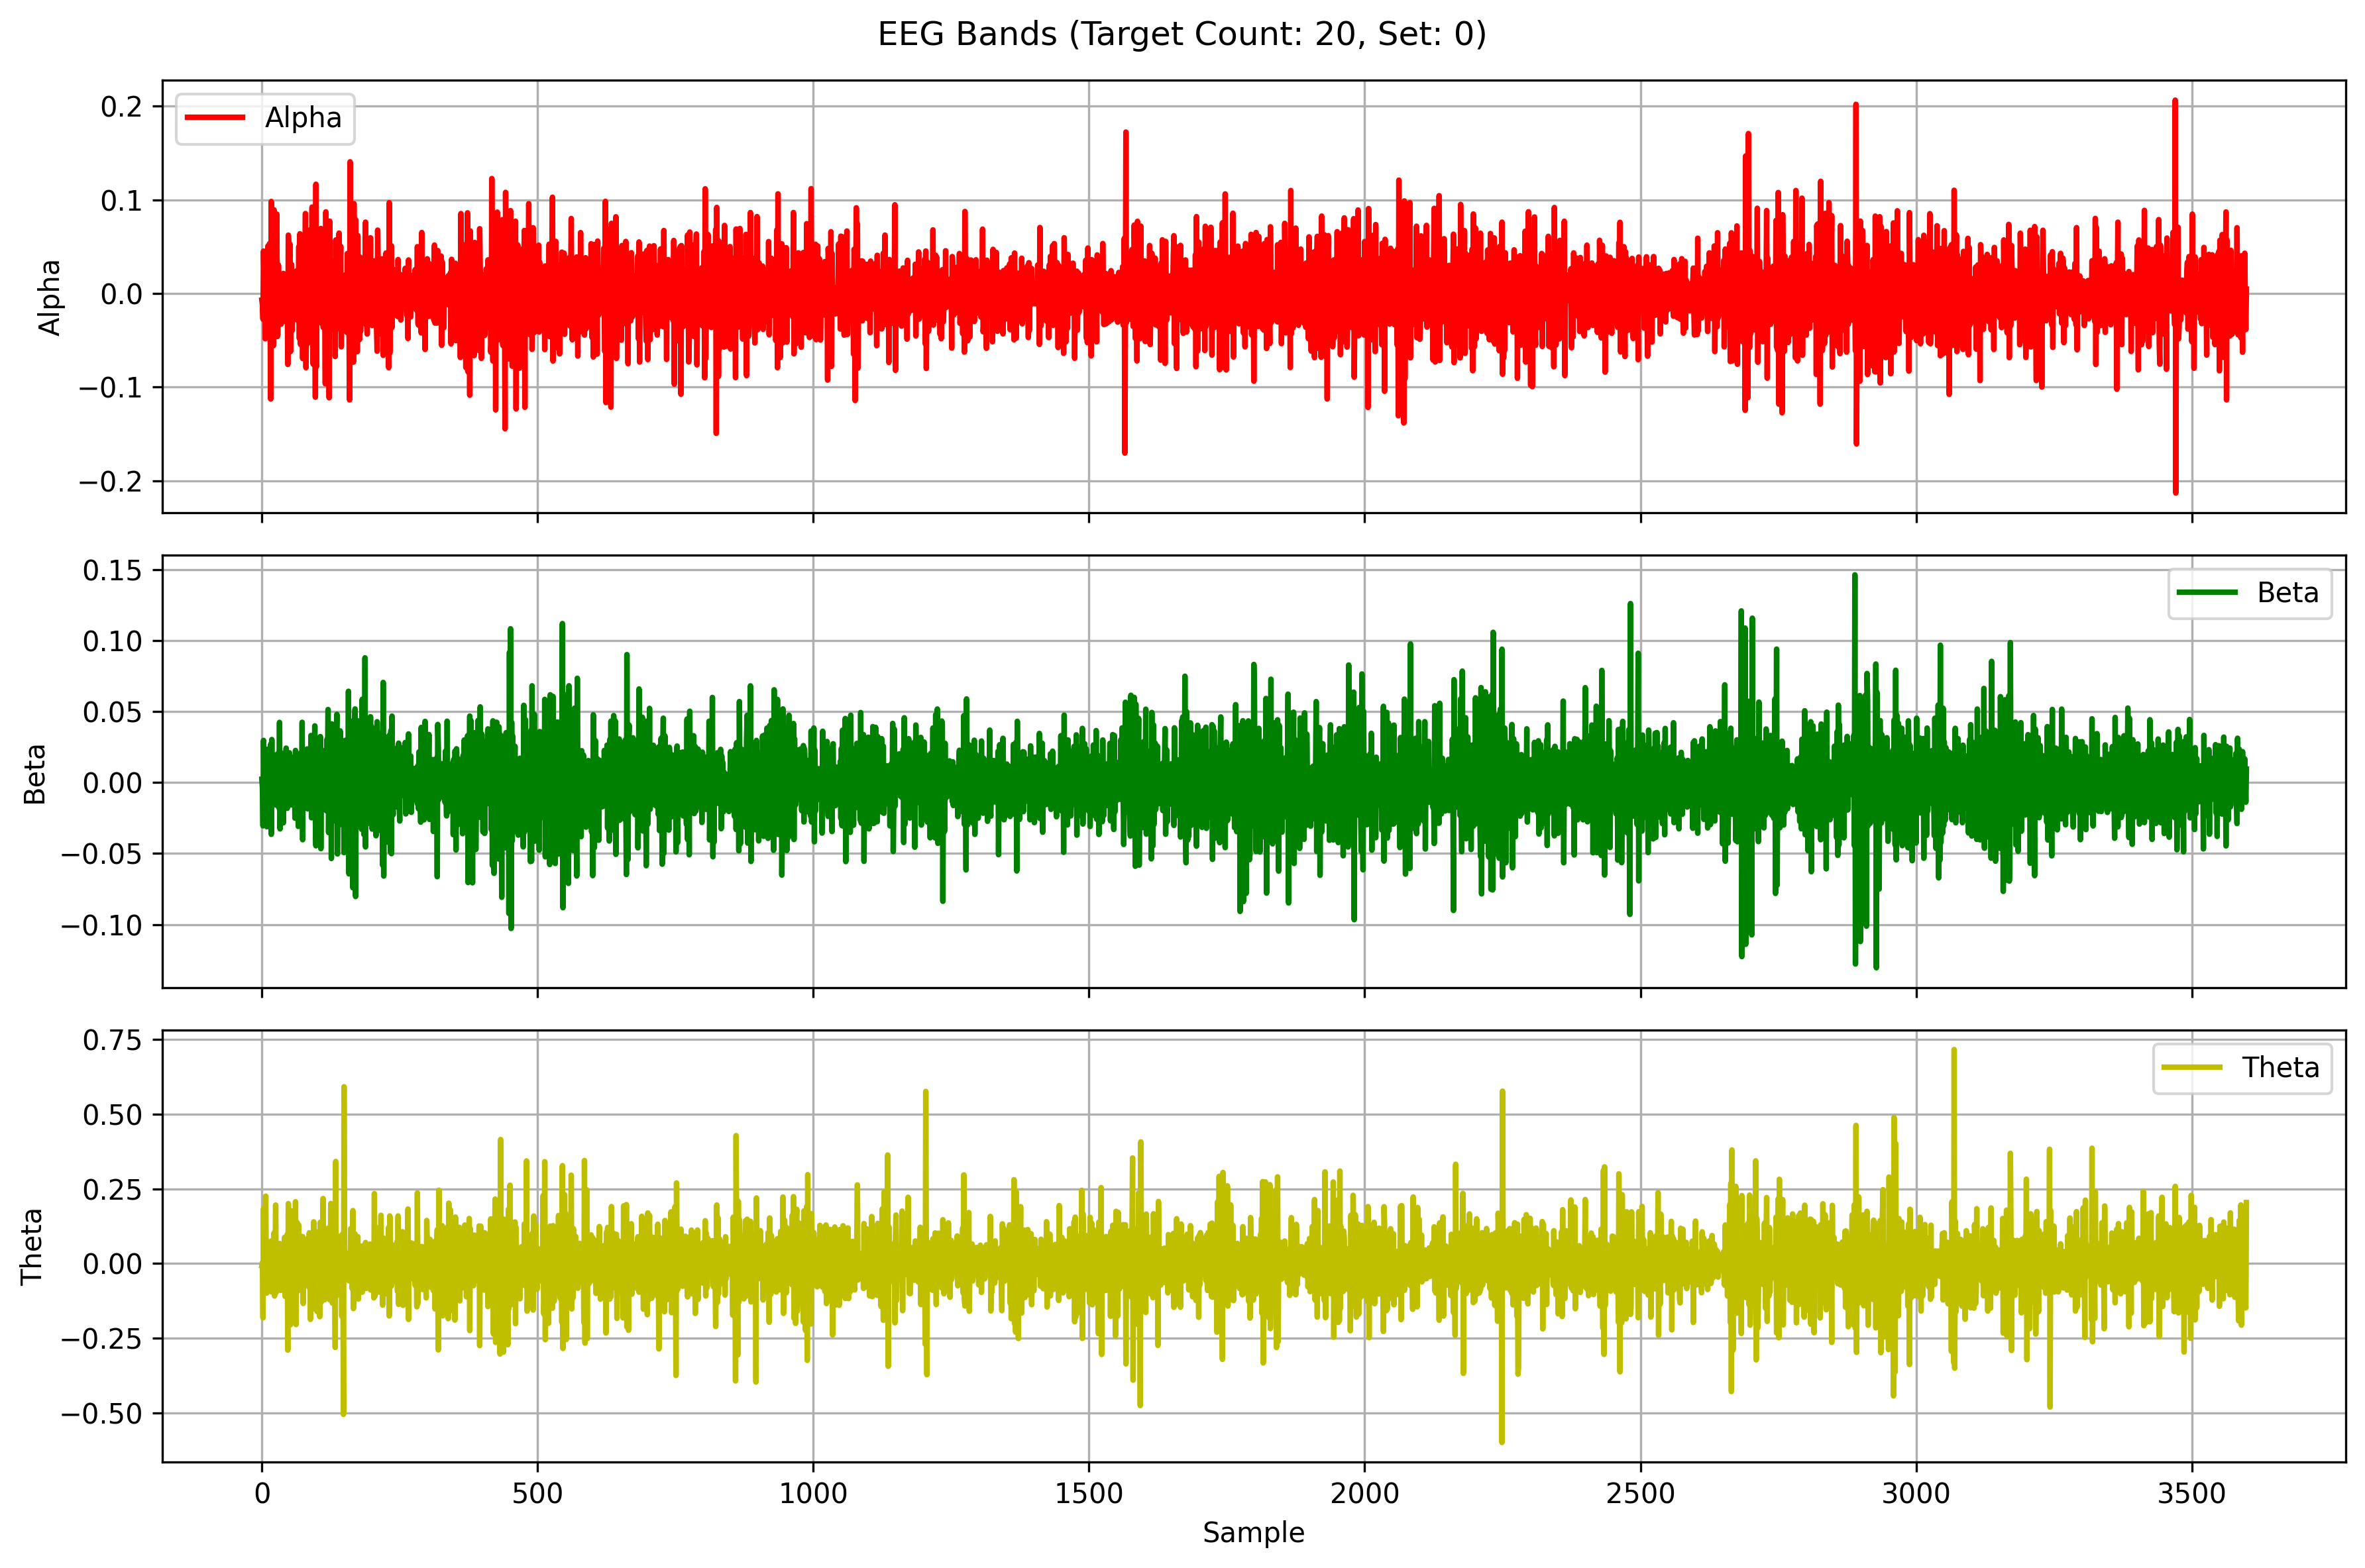 EEG Bands (Target Count: 20, Set: 0)
0.2
0.1
0.0
−0.1
−0.2
Alpha
Alpha
0.15
0.10
0.05
0.00
−0.05
−0.10
Beta
Beta
0.75
0.50
0.25
0.00
−0.25
−0.50
Theta
Theta
0 500 1000 1500 2000 2500 3000 3500
Sample